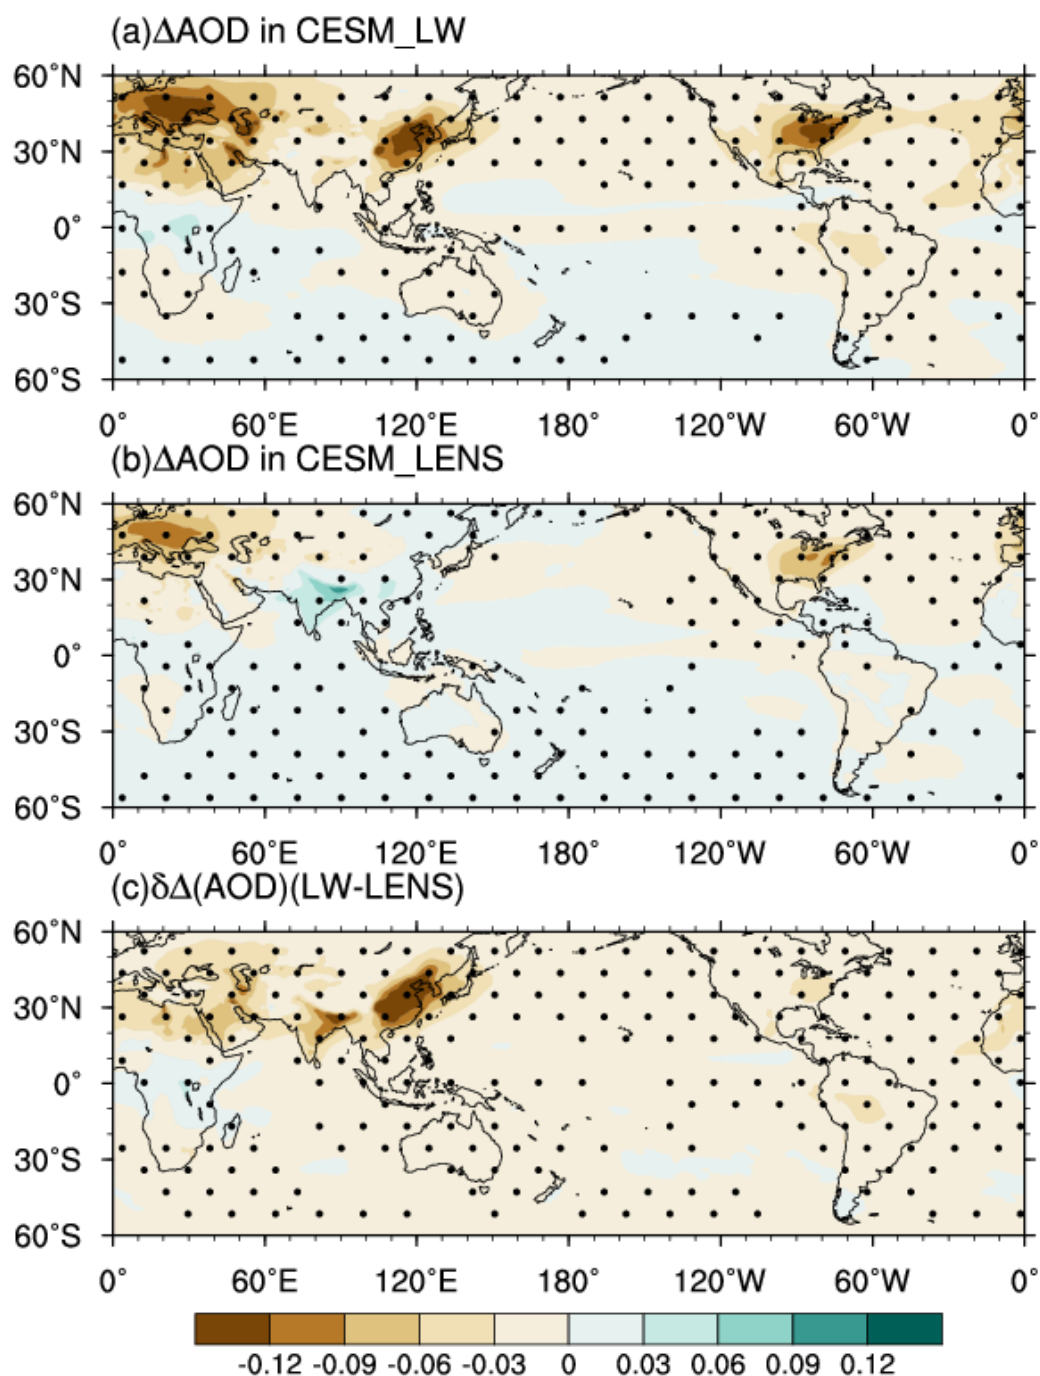 (a)ΔAOD in CESM_LW
60°N
30°N
0°
30°S
60°S
0° 60°E 120°E 180° 120°W 60°W 0°
(b)ΔAOD in CESM_LENS
60°N
30°N
0°
30°S
60°S
0° 60°E 120°E 180° 120°W 60°W 0°
(c)δΔ(AOD)(LW-LENS)
60°N
30°N
0°
30°S
60°S
0° 60°E 120°E 180° 120°W 60°W 0°
-0.12 -0.09 -0.06 -0.03 0 0.03 0.06 0.09 0.12